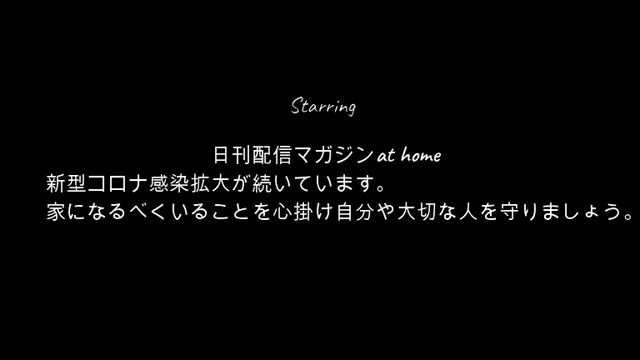 Starring
日刊配信マガジンat home
新型コロナ感染拡大が続いています。
家になるべくいることを心掛け自分や大切な人を守りましょう。